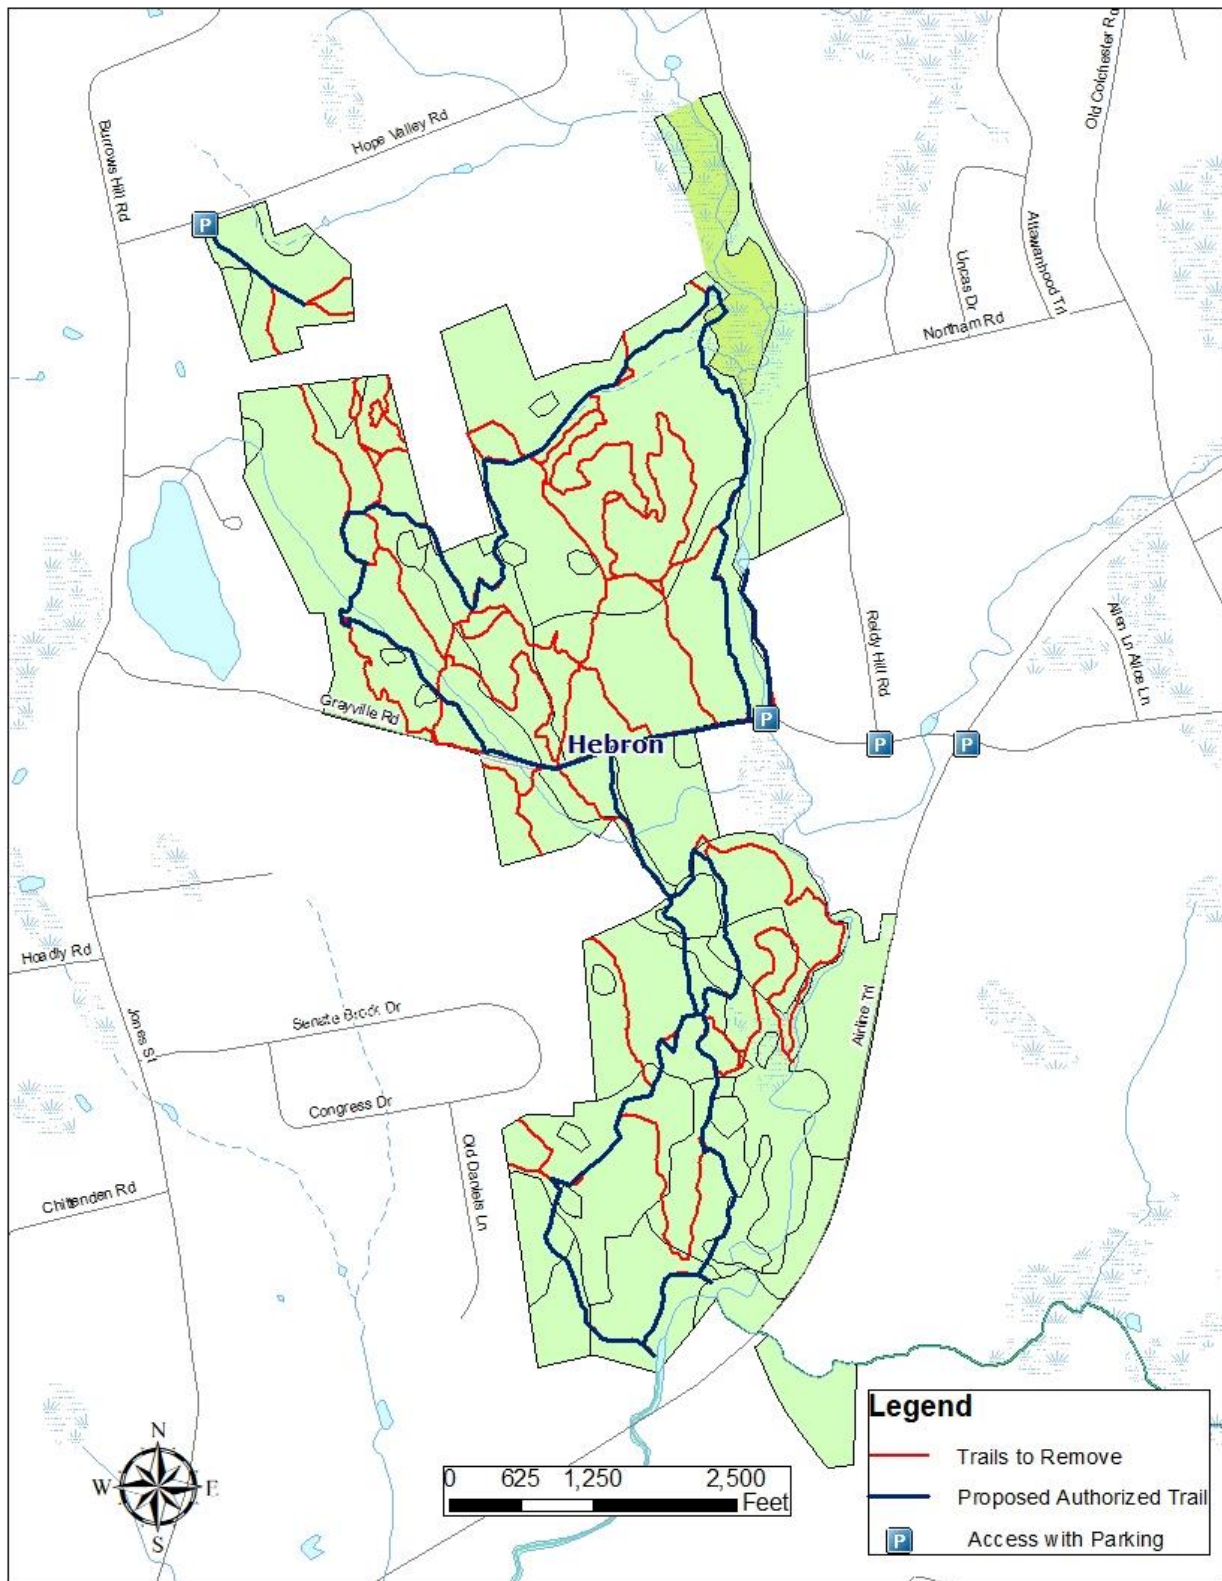 Old Colchester Rd
Burrows Hill Rd
Hope Valley Rd
Attawanhood Trl
Uncas Dr
Northam Rd
Reidy Hill Rd
Allen Ln Alice Ln
Grayville Rd
Hebron
P
P
P
P
Hoadly Rd
Jones St
Senate Brook Dr
Airline Trl
Congress Dr
Old Daniels Ln
Chittenden Rd
N
W E
S
0 625 1,250 2,500
Feet
Legend
Trails to Remove
Proposed Authorized Trail
P Access with Parking